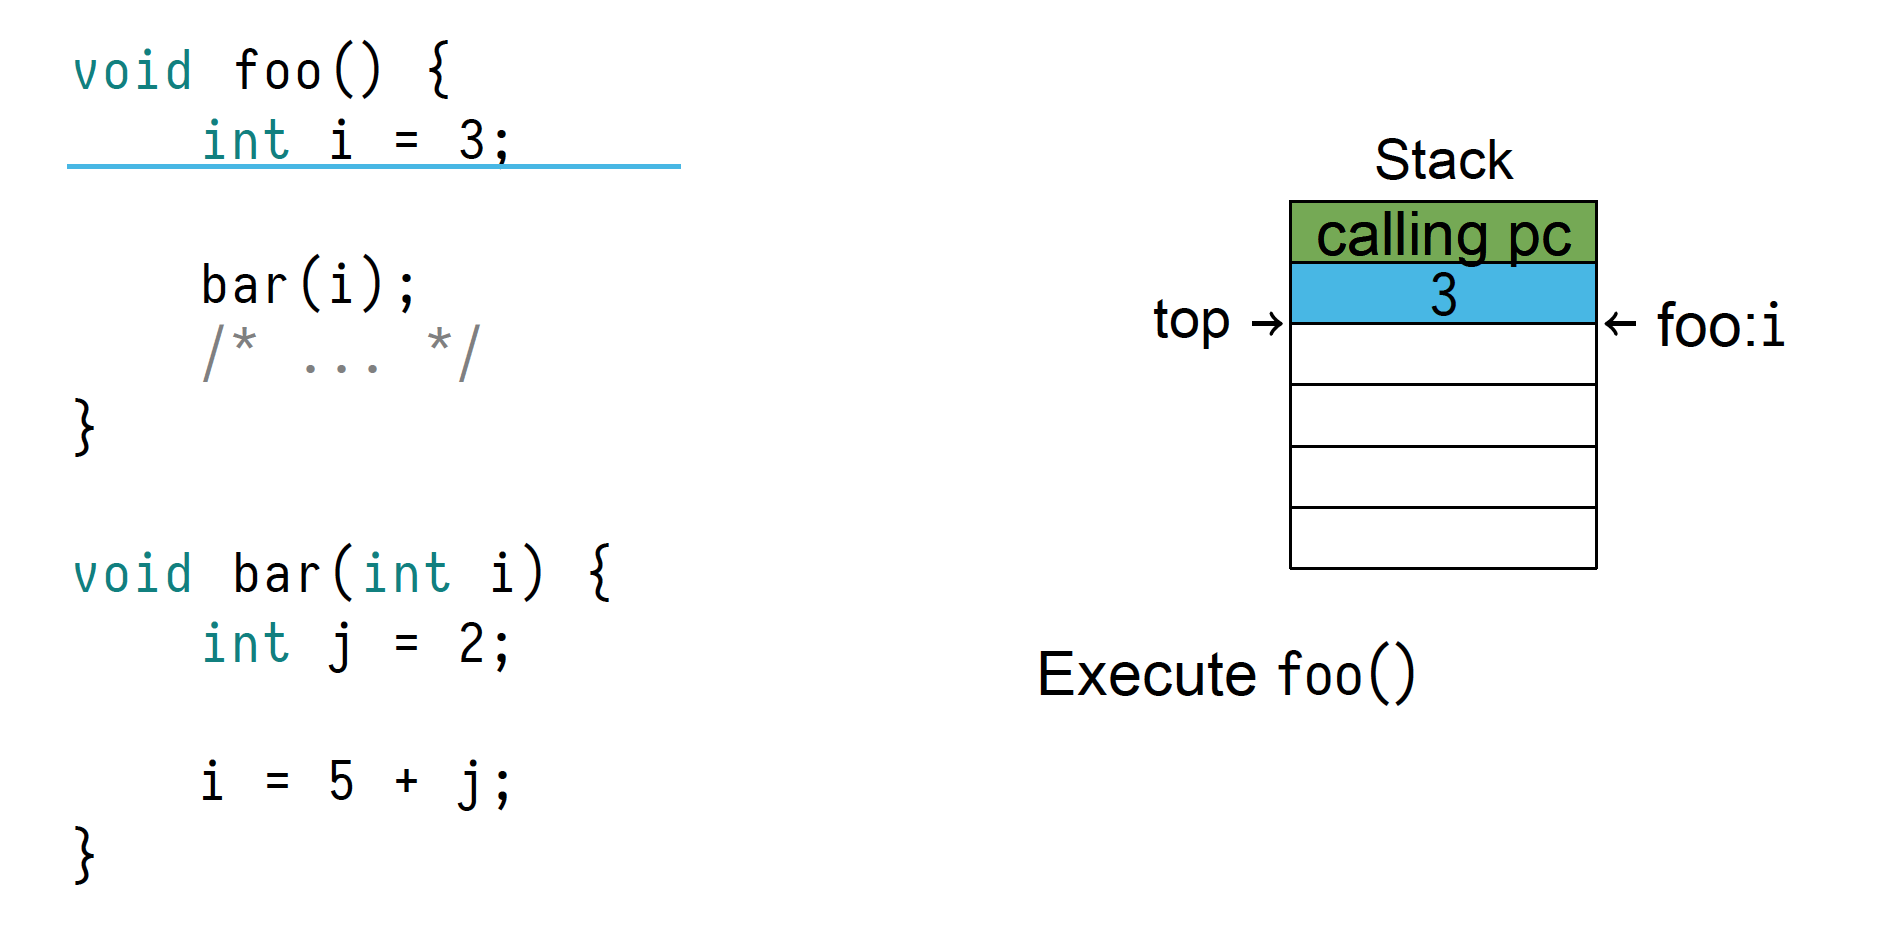 void foo() {
    int i = 3;
    bar(i);
    /* ... */
}
void bar(int i) {
    int j = 2;
    i = 5 + j;
}
Stack
calling pc
3
top → ← foo:i
Execute foo()